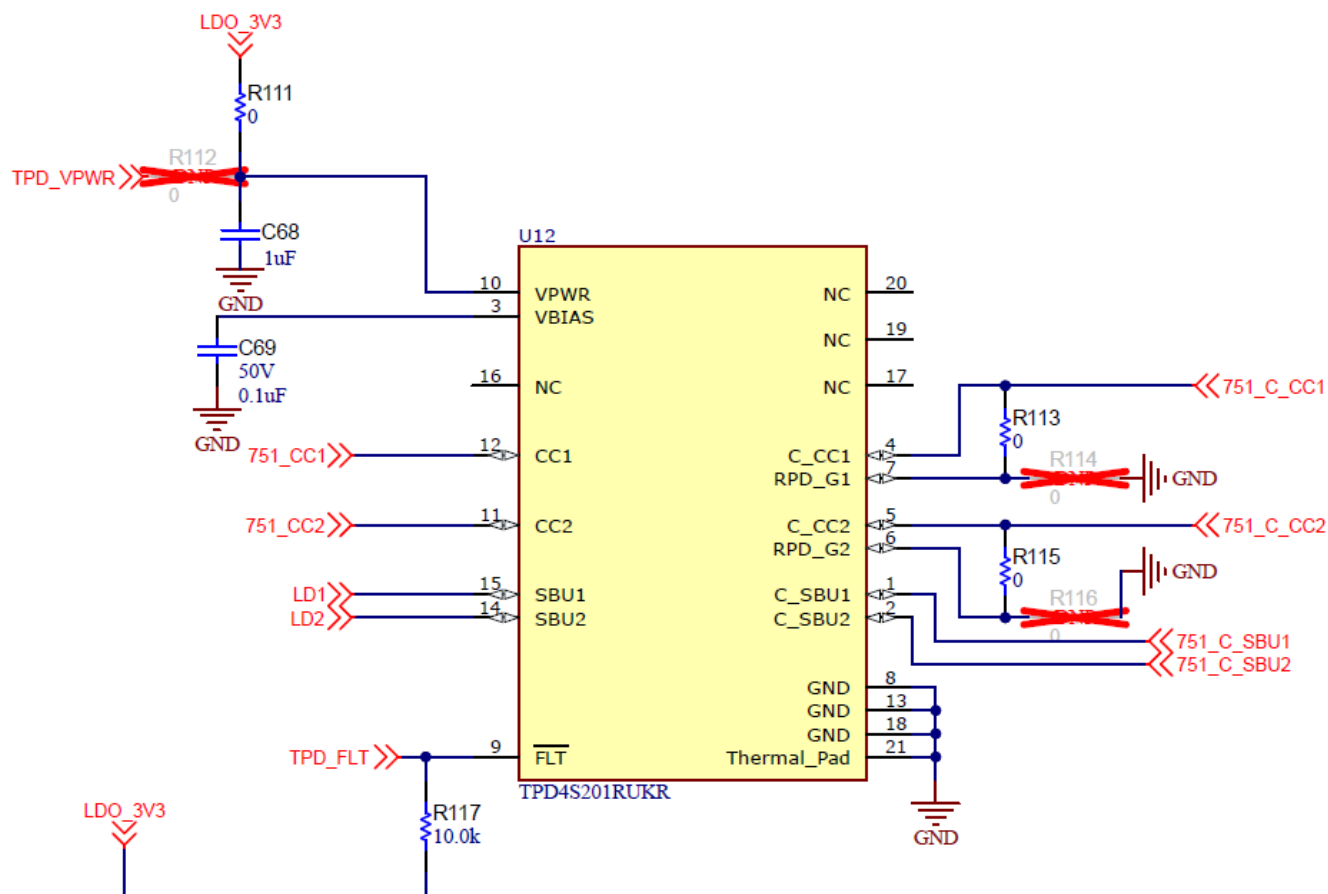 LDO_3V3
R111
0
R112
TPD_VPWR
0
C68
1uF
GND
U12
10
VPWR
3
VBIAS
C69
50V
0.1uF
GND
16
NC
20
NC
19
NC
17
NC
751_C_CC1
R113
0
751_CC1
12
CC1
4
C_CC1
7
RPD_G1
R114
0
GND
751_CC2
11
CC2
5
C_CC2
751_C_CC2
6
RPD_G2
R115
0
GND
LD1
15
SBU1
1
C_SBU1
R116
0
LD2
14
SBU2
2
C_SBU2
751_C_SBU1
751_C_SBU2
8
GND
13
GND
18
GND
21
Thermal_Pad
TPD_FLT
9
FLT
TPD4S201RUKR
GND
R117
10.0k
LDO_3V3